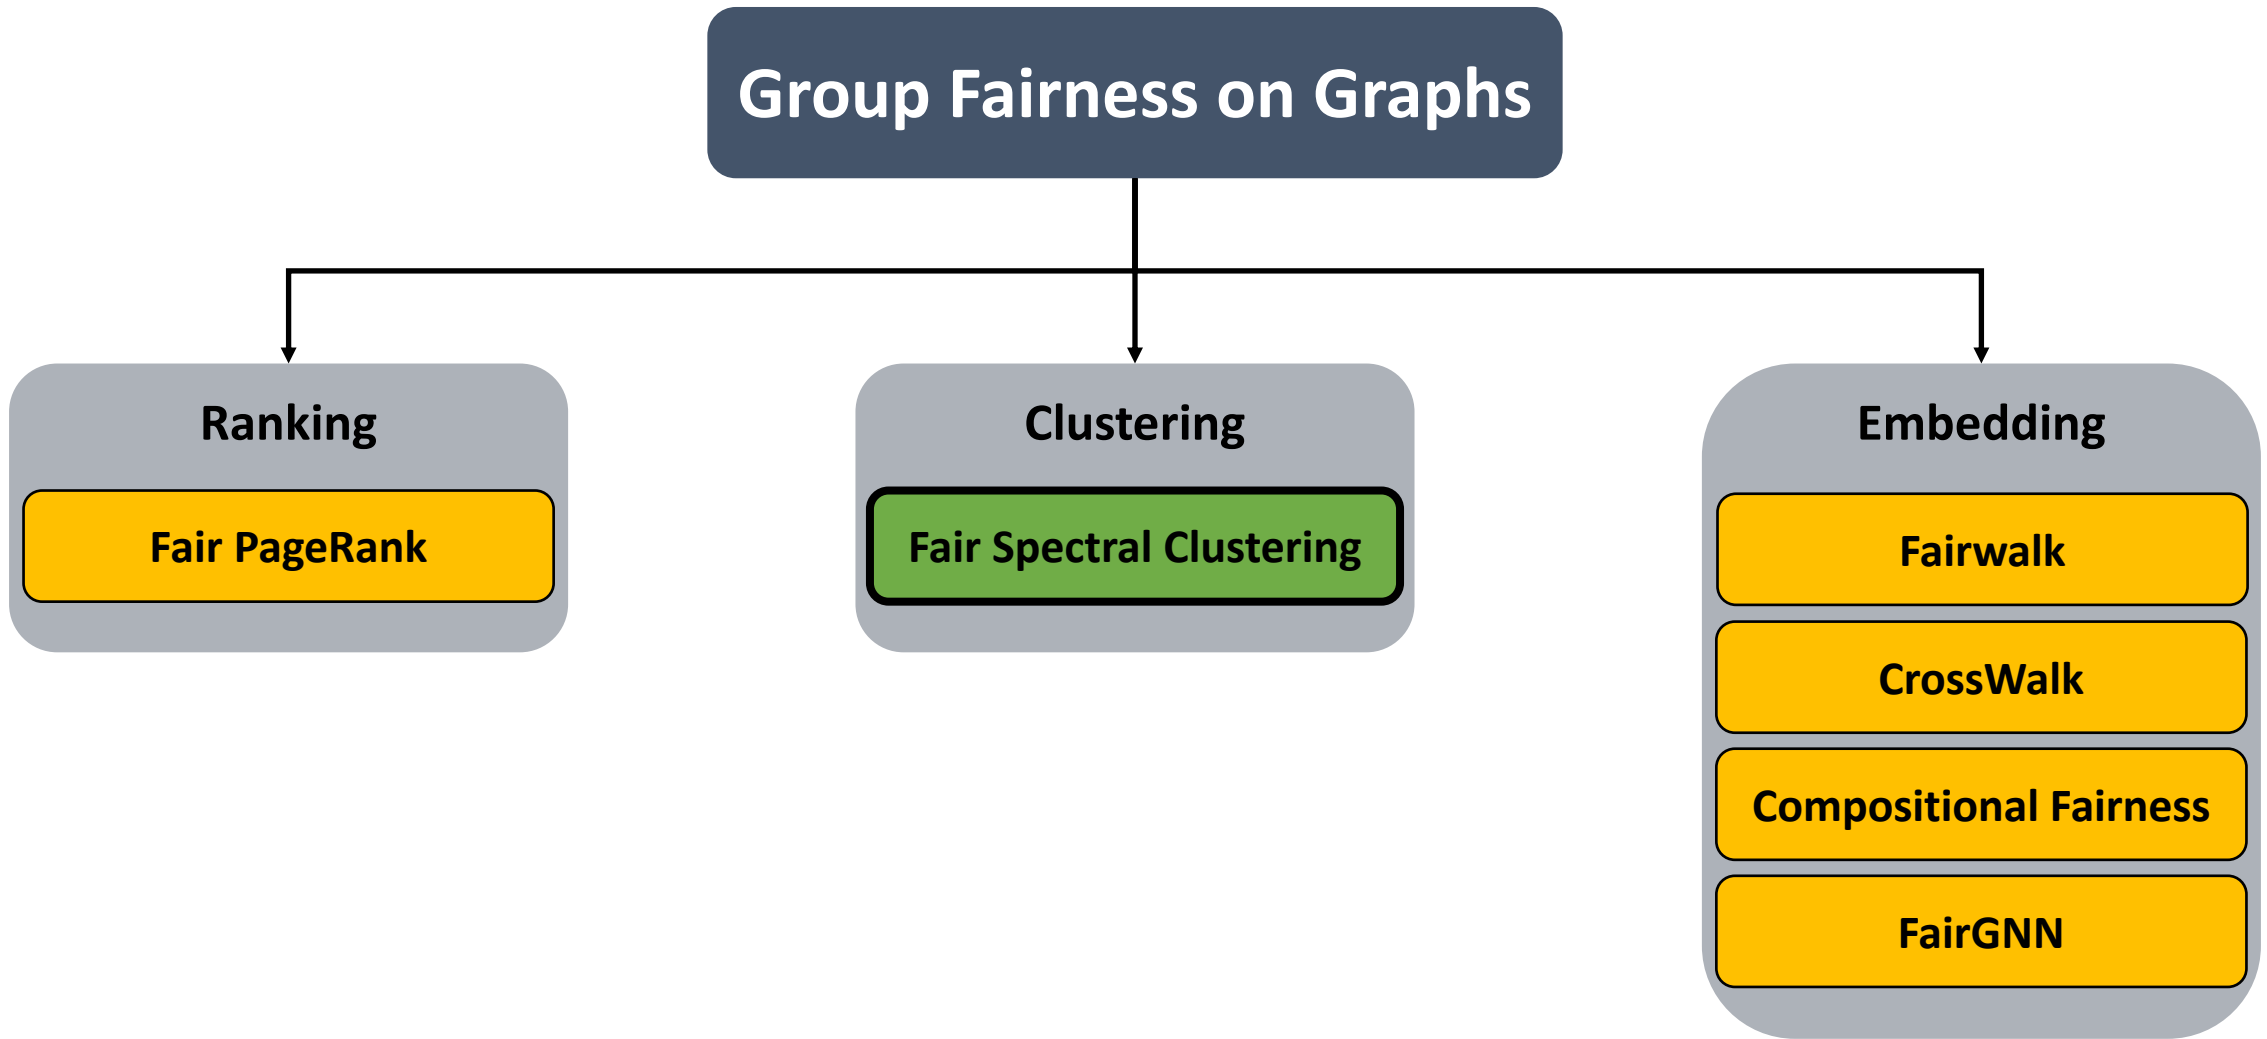 Group Fairness on Graphs
Ranking
Fair PageRank
Clustering
Fair Spectral Clustering
Embedding
Fairwalk
CrossWalk
Compositional Fairness
FairGNN